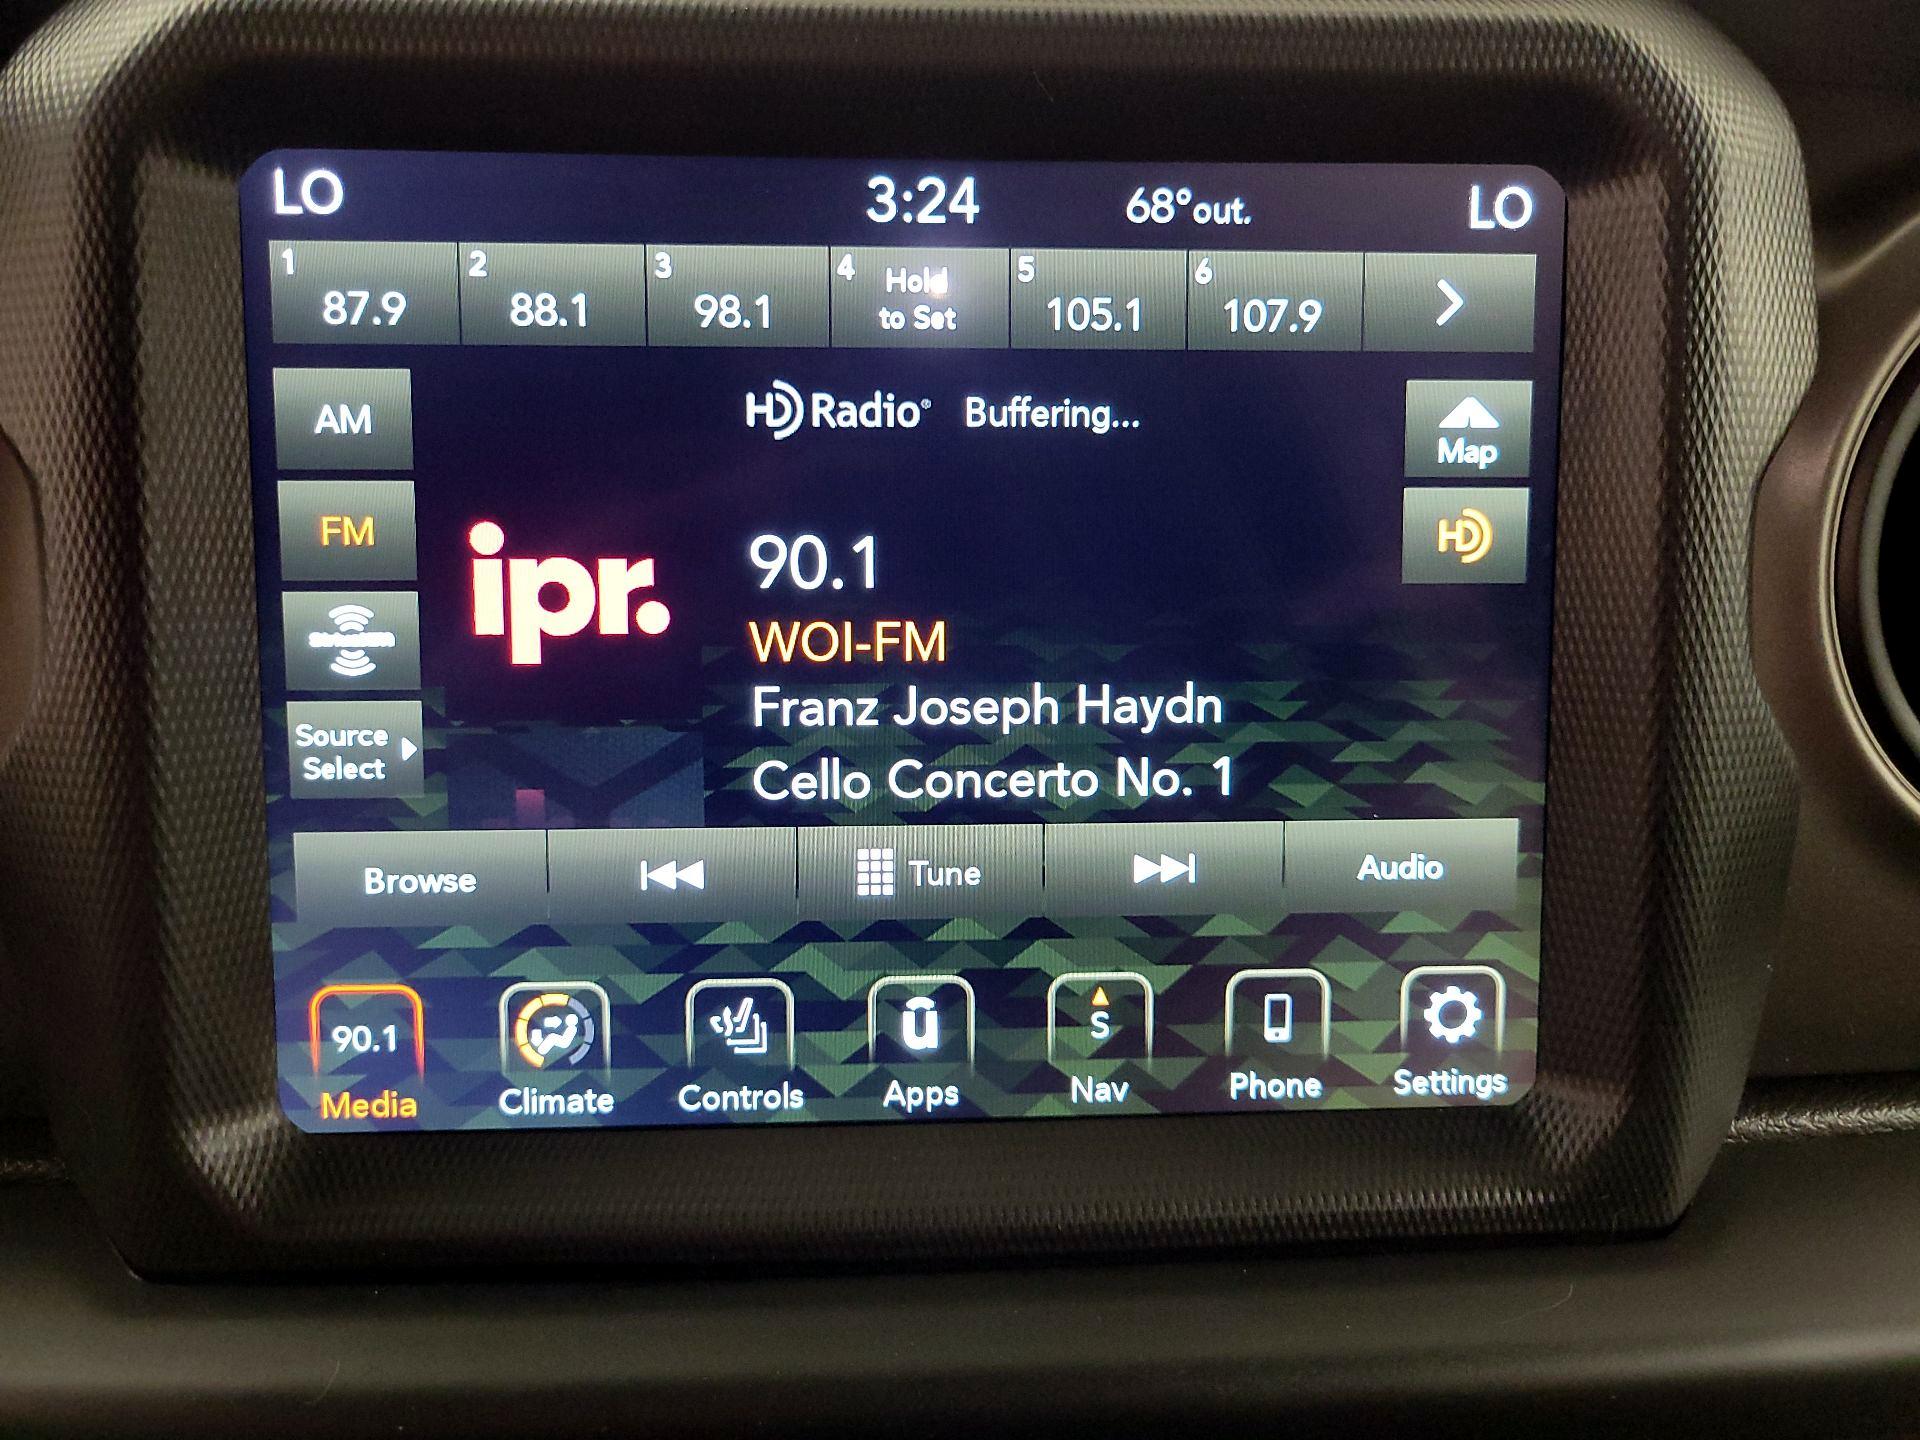 LO 3:24 68°out. LO
1 2 3 4 Hold 5 6
87.9 88.1 98.1 to Set 105.1 107.9
AM HD Radio® Buffering... Map
FM HD
ipr. 90.1
WOI-FM
Franz Joseph Haydn
Source
Select
Cello Concerto No. 1
Browse Tune Audio
90.1 u S
Media Climate Controls Apps Nav Phone Settings